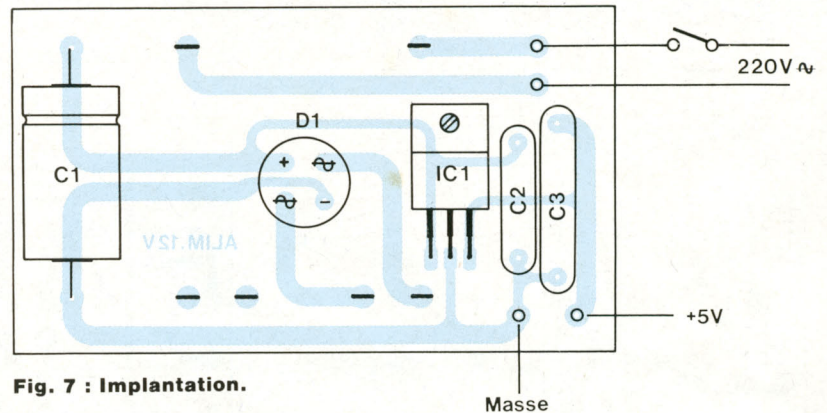 220V ∿
D1
+ ∿
C1
IC1
C2
C3
∿ −
ALIM.12V
+5V
Fig. 7 : Implantation.
Masse